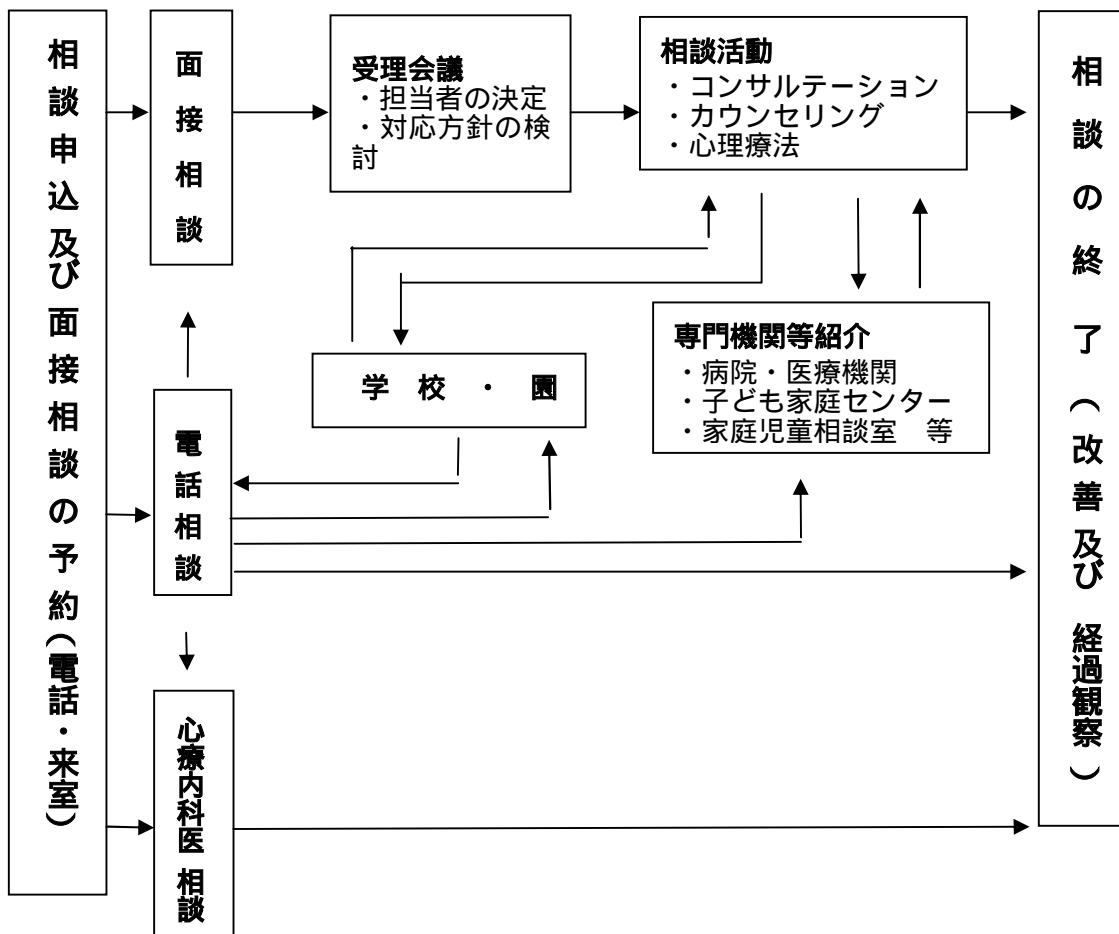 相談申込及び面接相談の予約(電話・来室)
面接相談
受理会議
・担当者の決定
・対応方針の検
討
相談活動
・コンサルテーション
・カウンセリング
・心理療法
学校・園
専門機関等紹介
・病院・医療機関
・子ども家庭センター
・家庭児童相談室　等
電話相談
心療内科医相談
相談の終了(改善及び経過観察)